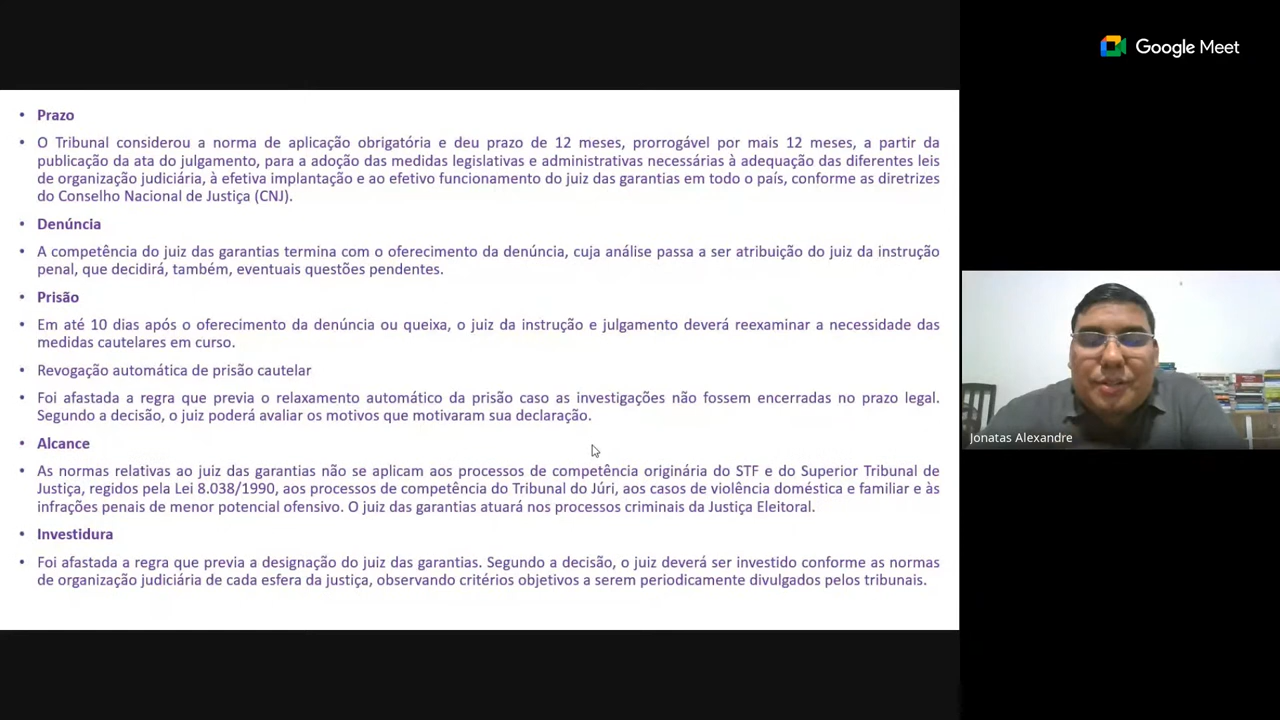 Google Meet
• Prazo
• O Tribunal considerou a norma de aplicação obrigatória e deu prazo de 12 meses, prorrogável por mais 12 meses, a partir da
publicação da ata do julgamento, para a adoção das medidas legislativas e administrativas necessárias à adequação das diferentes leis
de organização judiciária, à efetiva implantação e ao efetivo funcionamento do juiz das garantias em todo o país, conforme as diretrizes
do Conselho Nacional de Justiça (CNJ).
• Denúncia
• A competência do juiz das garantias termina com o oferecimento da denúncia, cuja análise passa a ser atribuição do juiz da instrução
penal, que decidirá, também, eventuais questões pendentes.
• Prisão
• Em até 10 dias após o oferecimento da denúncia ou queixa, o juiz da instrução e julgamento deverá reexaminar a necessidade das
medidas cautelares em curso.
• Revogação automática de prisão cautelar
• Foi afastada a regra que previa o relaxamento automático da prisão caso as investigações não fossem encerradas no prazo legal.
Segundo a decisão, o juiz poderá avaliar os motivos que motivaram sua declaração.
• Alcance
• As normas relativas ao juiz das garantias não se aplicam aos processos de competência originária do STF e do Superior Tribunal de
Justiça, regidos pela Lei 8.038/1990, aos processos de competência do Tribunal do Júri, aos casos de violência doméstica e familiar e às
infrações penais de menor potencial ofensivo. O juiz das garantias atuará nos processos criminais da Justiça Eleitoral.
• Investidura
• Foi afastada a regra que previa a designação do juiz das garantias. Segundo a decisão, o juiz deverá ser investido conforme as normas
de organização judiciária de cada esfera da justiça, observando critérios objetivos a serem periodicamente divulgados pelos tribunais.
Jonatas Alexandre